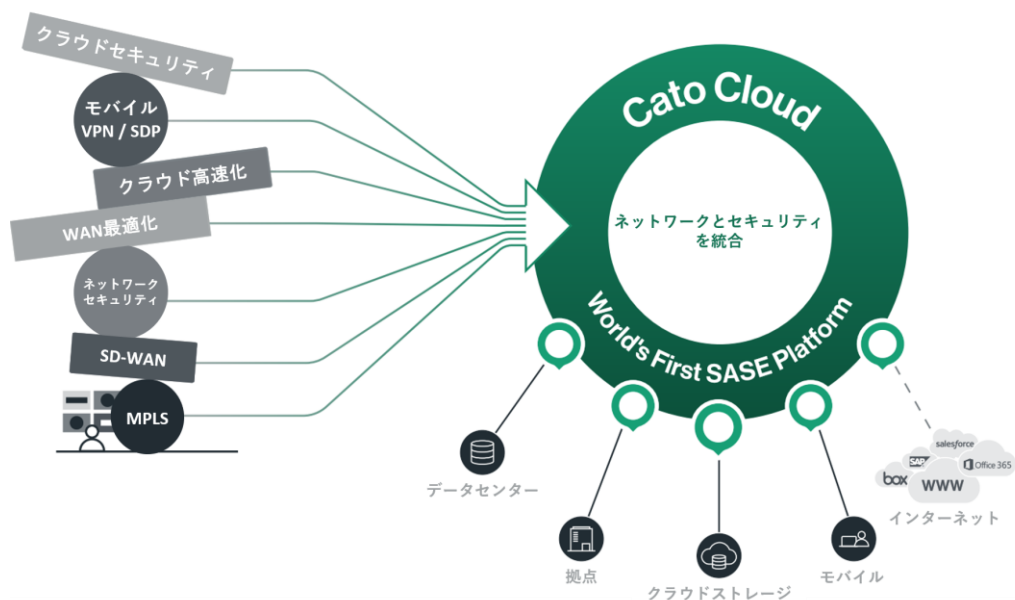 クラウドセキュリティ
モバイル
VPN / SDP
クラウド高速化
WAN最適化
ネットワーク
セキュリティ
SD-WAN
MPLS
Cato Cloud
ネットワークとセキュリティ
を統合
World's First SASE Platform
データセンター
拠点
クラウドストレージ
モバイル
salesforce
SAP
Office 365
box
WWW
インターネット